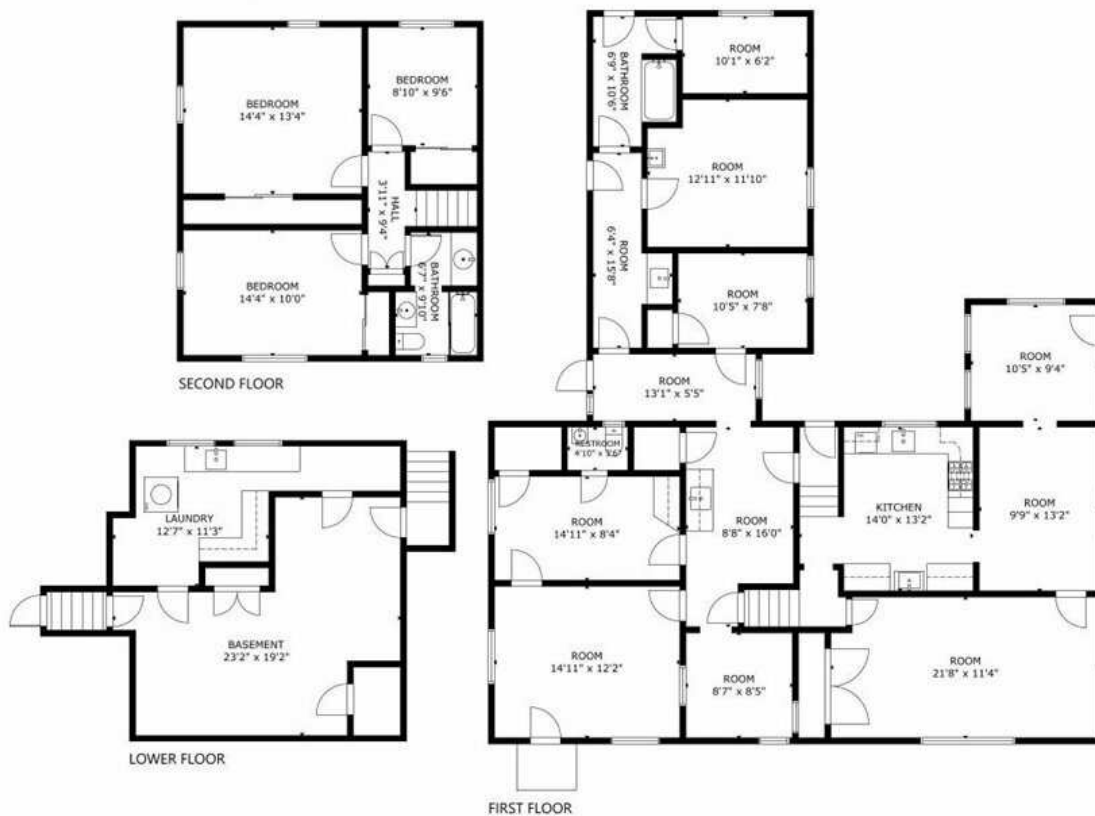 BEDROOM
14'4" x 13'4"
BEDROOM
8'10" x 9'6"
HALL
3'11" x 9'4"
BEDROOM
14'4" x 10'0"
BATHROOM
6'7" x 9'10"
SECOND FLOOR
LAUNDRY
12'7" x 11'3"
BASEMENT
23'2" x 19'2"
LOWER FLOOR
BATHROOM
6'9" x 10'6"
ROOM
10'1" x 6'2"
ROOM
12'11" x 11'10"
ROOM
6'4" x 15'8"
ROOM
10'5" x 7'8"
ROOM
13'1" x 5'5"
ROOM
10'5" x 9'4"
RESTROOM
4'10" x 3'6"
ROOM
14'11" x 8'4"
ROOM
8'8" x 16'0"
KITCHEN
14'0" x 13'2"
ROOM
9'9" x 13'2"
ROOM
14'11" x 12'2"
ROOM
8'7" x 8'5"
ROOM
21'8" x 11'4"
FIRST FLOOR